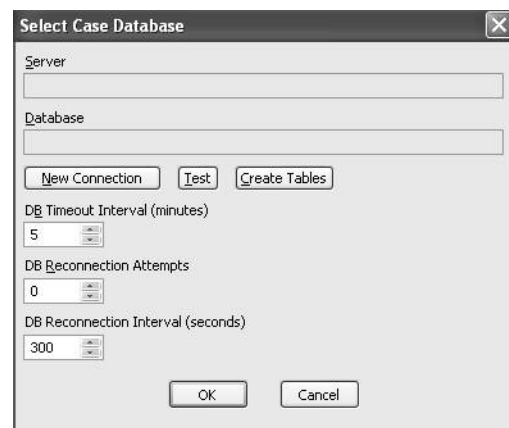 Select Case Database
Server
Database
New Connection Test Create Tables
DB Timeout Interval (minutes)
5
DB Reconnection Attempts
0
DB Reconnection Interval (seconds)
300
OK Cancel